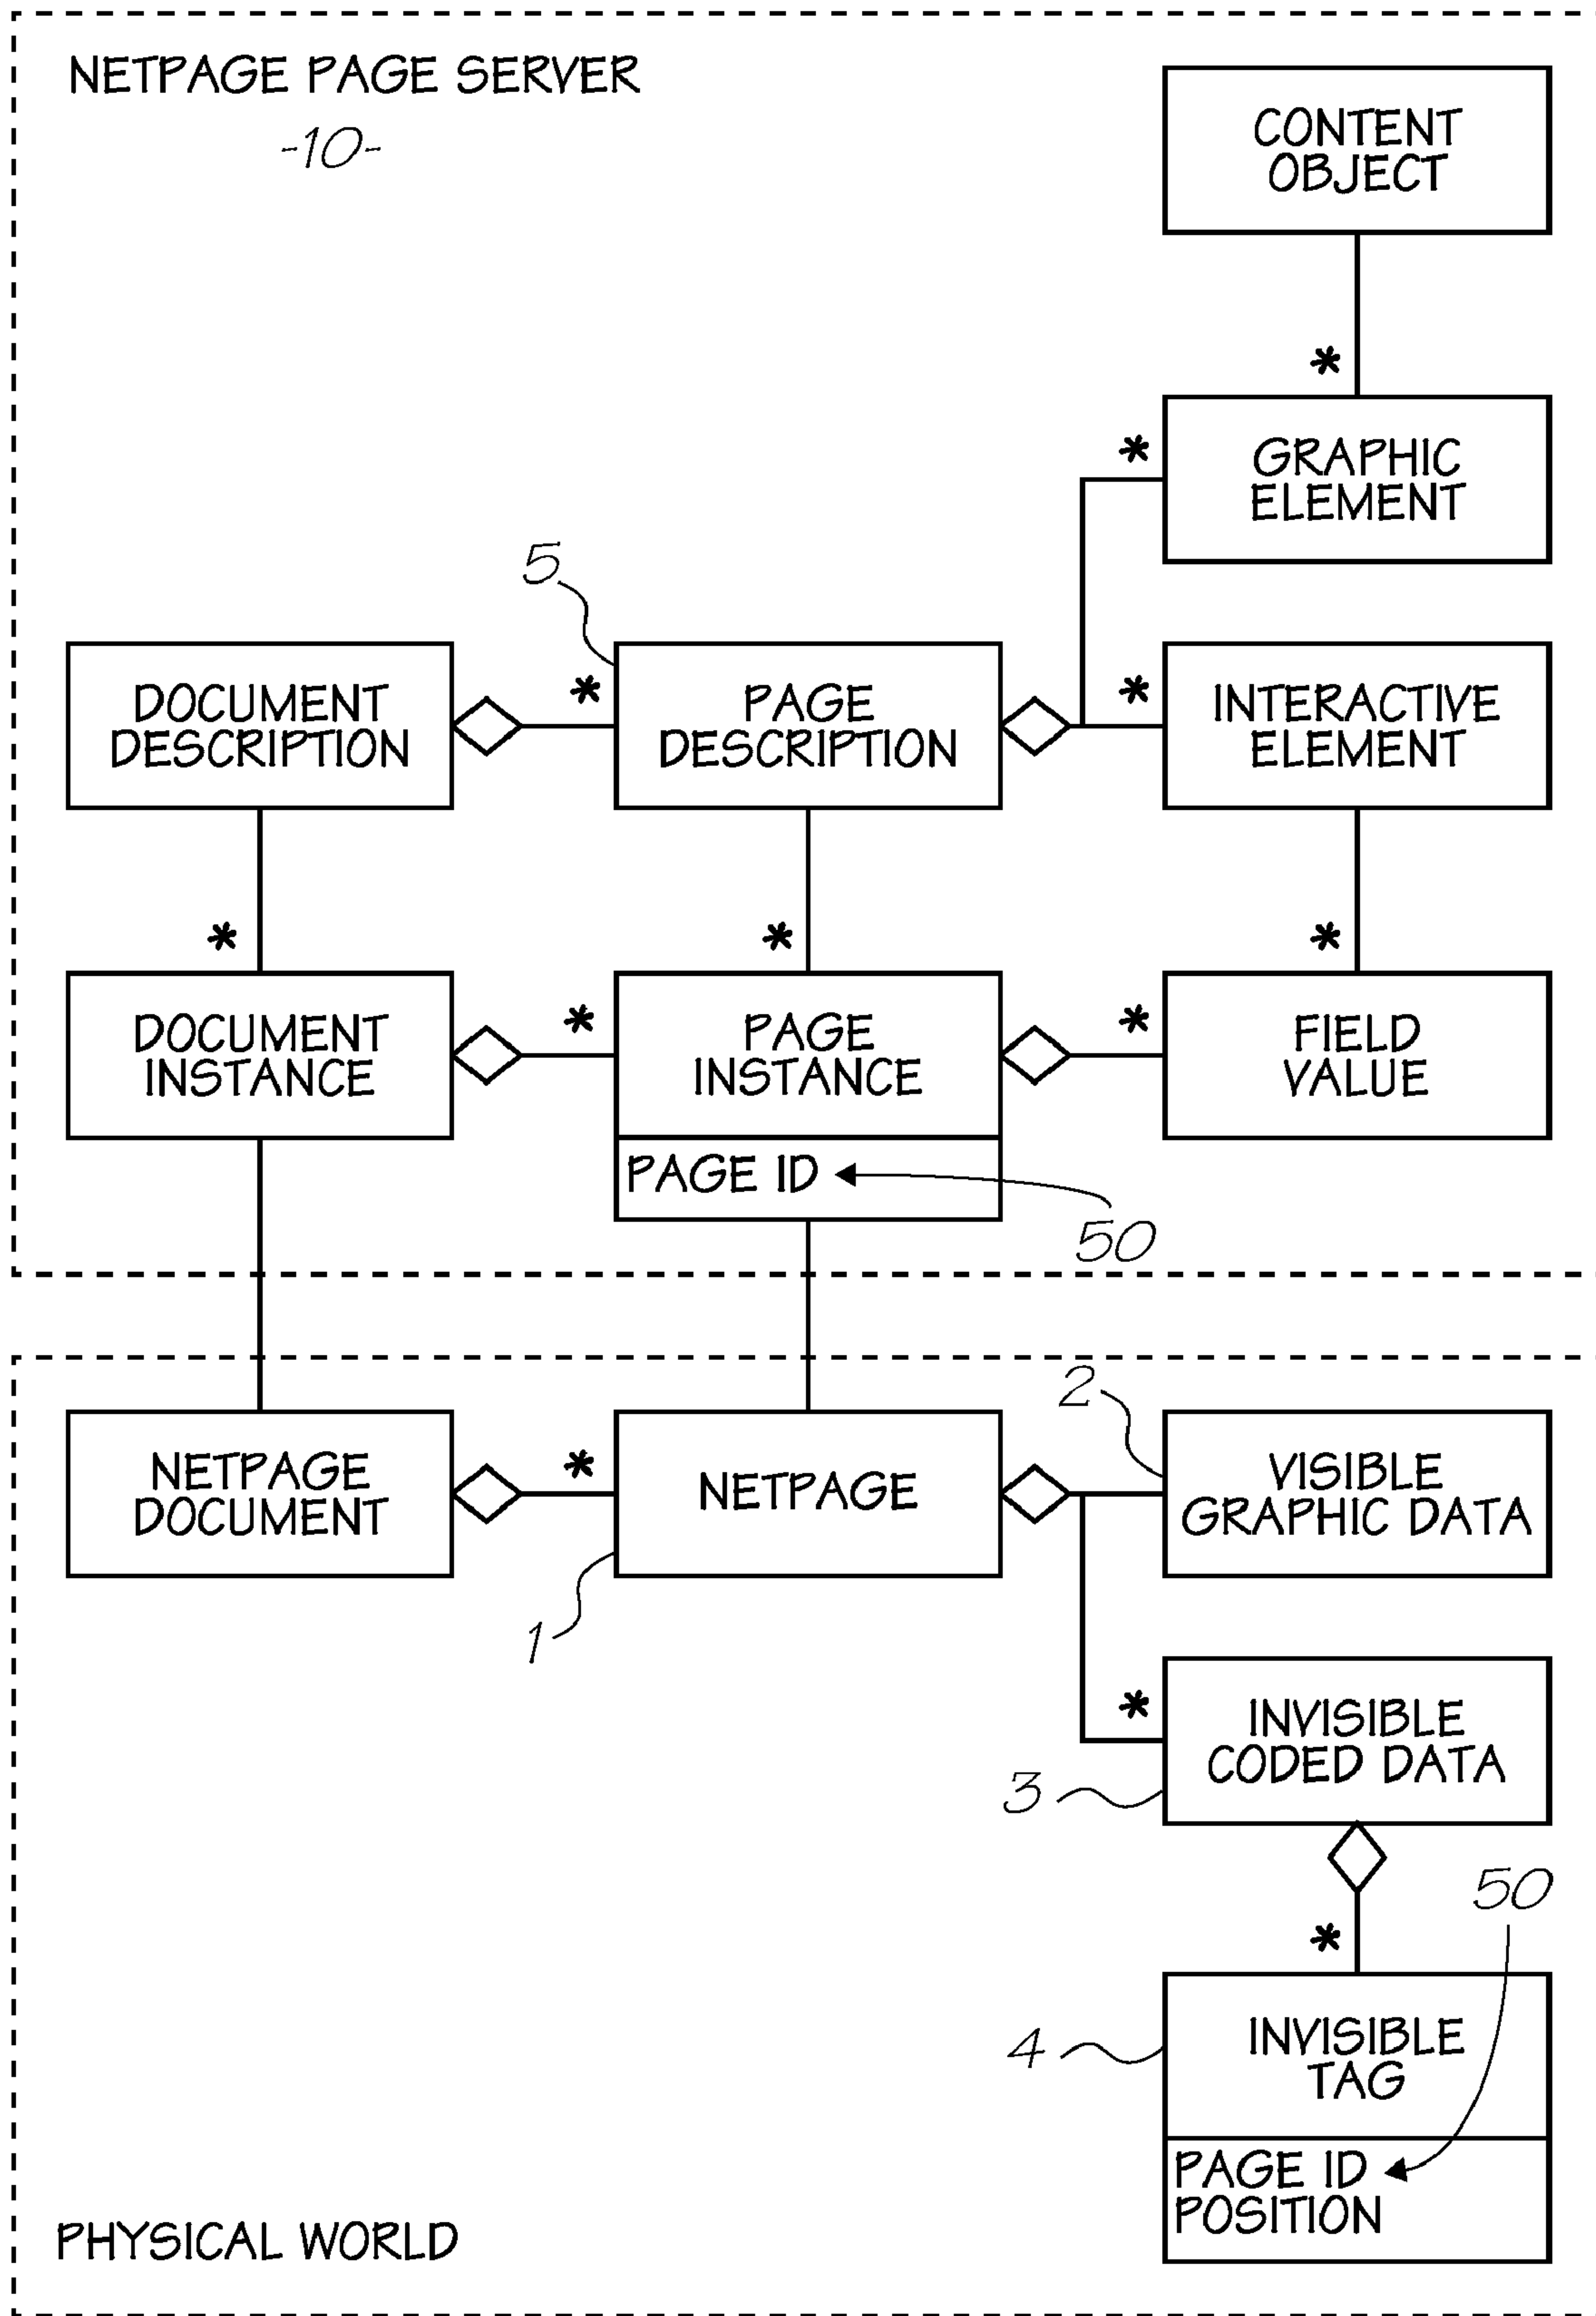 NETPAGE PAGE SERVER
-10-
CONTENT
OBJECT
*
*
GRAPHIC
ELEMENT
5
DOCUMENT
DESCRIPTION
*
PAGE
DESCRIPTION
*
INTERACTIVE
ELEMENT
*
*
*
DOCUMENT
INSTANCE
*
PAGE
INSTANCE
*
FIELD
VALUE
PAGE ID
50
2
NETPAGE
DOCUMENT
*
NETPAGE
VISIBLE
GRAPHIC DATA
1
*
INVISIBLE
CODED DATA
3
50
*
4
INVISIBLE
TAG
PAGE ID
POSITION
PHYSICAL WORLD